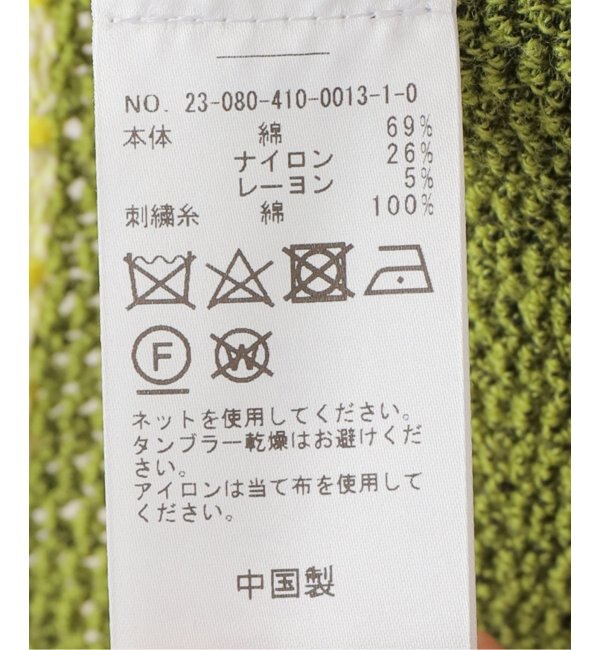 NO. 23-080-410-0013-1-0
本体 綿 69%
ナイロン 26%
レーヨン 5%
刺繍糸 綿 100%
F W
ネットを使用してください。
タンブラー乾燥はお避けくだ
さい。
アイロンは当て布を使用して
ください。
中国製